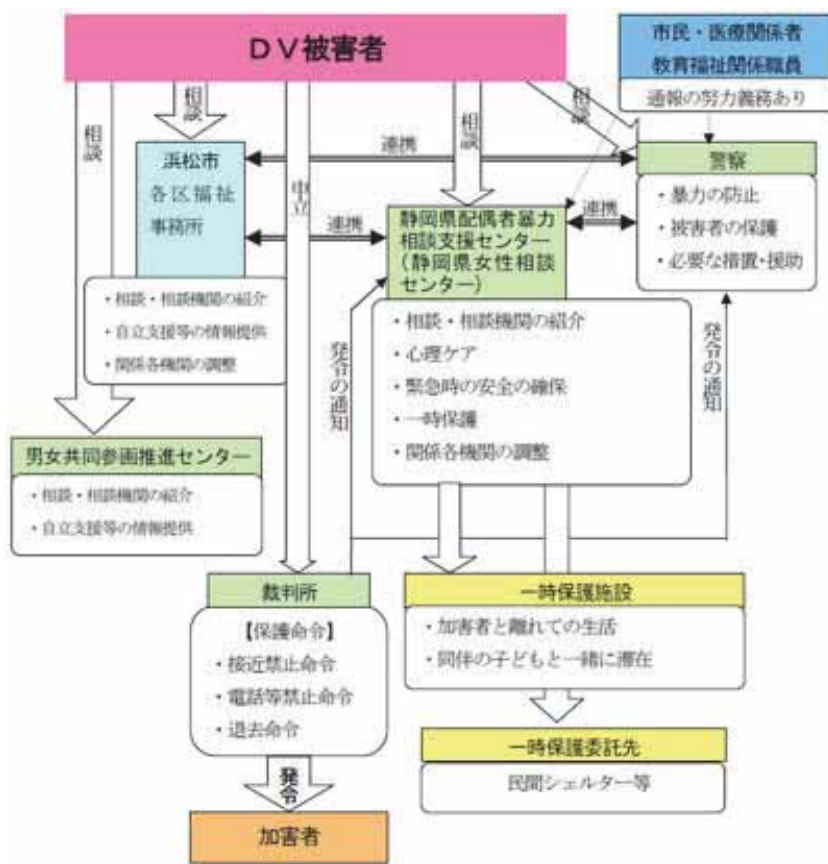 DV被害者
市民・医療関係者
教育福祉関係職員
通報の努力義務あり
相談
相談
相談
相談
申立
浜松市
各区福祉
事務所
連携
連携
連携
・相談・相談機関の紹介
・自立支援等の情報提供
・関係各機関の調整
静岡県配偶者暴力
相談支援センター
(静岡県女性相談
センター)
・相談・相談機関の紹介
・心理ケア
・緊急時の安全の確保
・一時保護
・関係各機関の調整
警察
・暴力の防止
・被害者の保護
・必要な措置・援助
発令の通知
発令の通知
男女共同参画推進センター
・相談・相談機関の紹介
・自立支援等の情報提供
裁判所
【保護命令】
・接近禁止命令
・電話等禁止命令
・退去命令
発令
加害者
一時保護施設
・加害者と離れての生活
・同伴の子どもと一緒に滞在
一時保護委託先
民間シェルター等